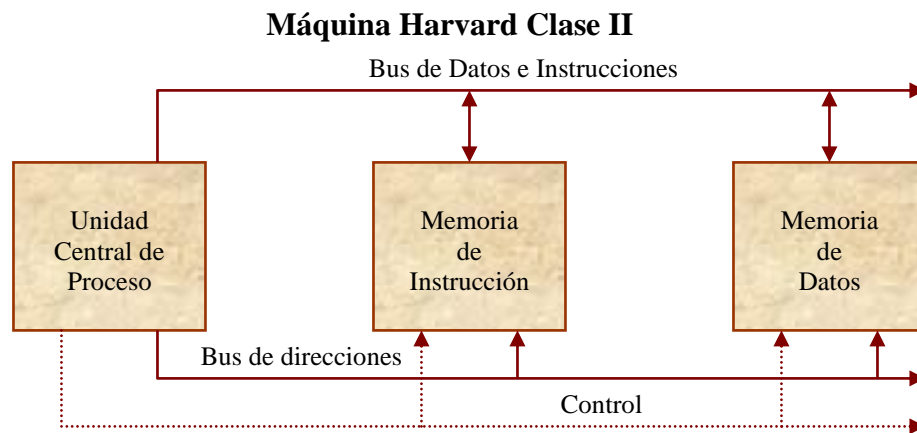 Máquina Harvard Clase II
Bus de Datos e Instrucciones
Unidad
Central de
Proceso
Memoria
de
Instrucción
Memoria
de
Datos
Bus de direcciones
Control